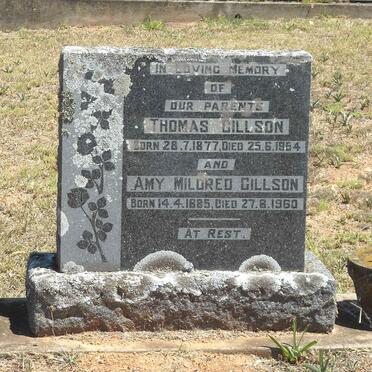 IN LOVING MEMORY
OF
OUR PARENTS
THOMAS GILLSON
BORN 28.7.1877, DIED 25.6.1954
AND
AMY MILDRED GILLSON
BORN 14.4.1885, DIED 27.8.1960
AT REST.